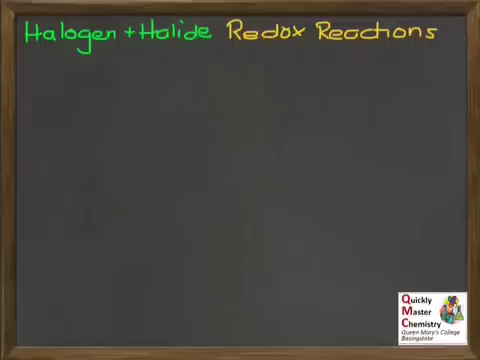 Halogen + Halide Redox Reactions
Quickly
Master
Chemistry
Queen Mary's College
Basingstoke